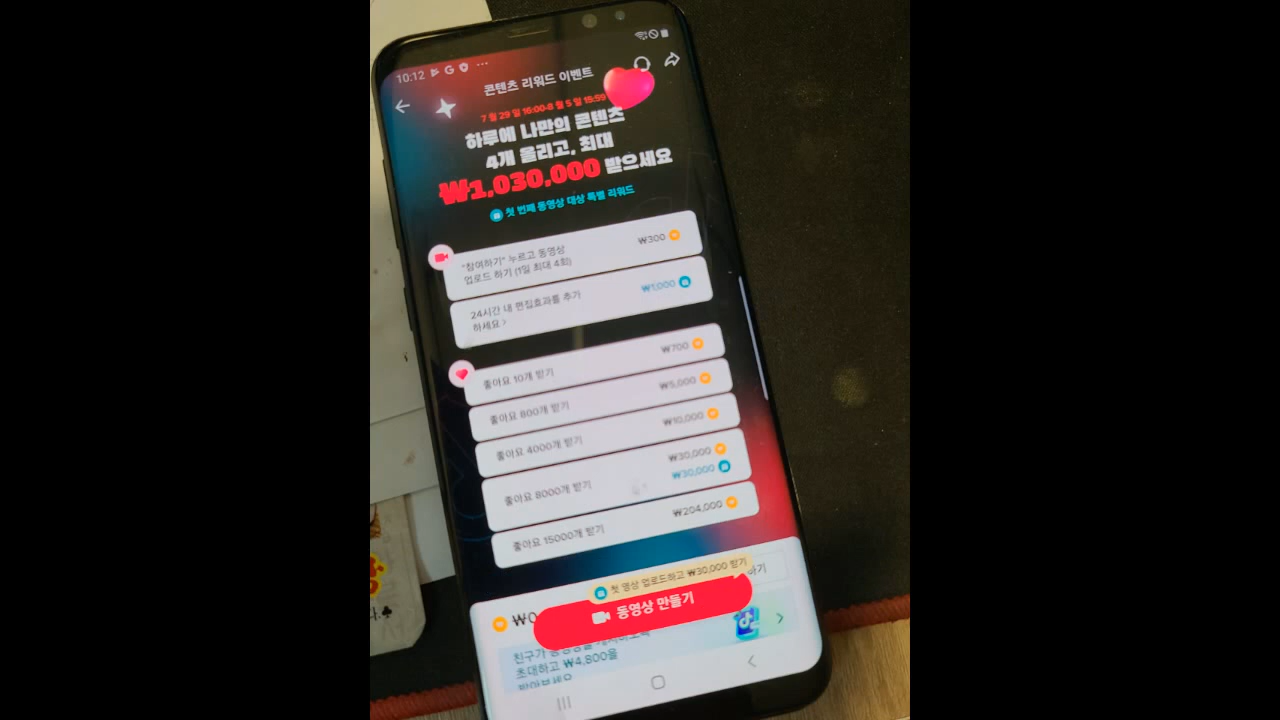 10:12
콘텐츠 리워드 이벤트
7 월 29 일 16:00-8 월 5 일 15:59
하루에 나만의 콘텐츠
4개 올리고, 최대
₩1,030,000 받으세요
첫 번째 동영상 대상 특별 리워드
"참여하기" 누르고 동영상
업로드 하기 (1일 최대 4회)
₩300
24시간 내 편집효과를 추가
하세요 >
₩1,000
좋아요 10개 받기
₩700
좋아요 800개 받기
₩5,000
좋아요 4000개 받기
₩10,000
좋아요 8000개 받기
₩30,000
₩30,000
좋아요 15000개 받기
₩204,000
첫 영상 업로드하고 ₩30,000 받기
하기
₩0
동영상 만들기
친구가
초대하고 ₩4,800을
받아보세요